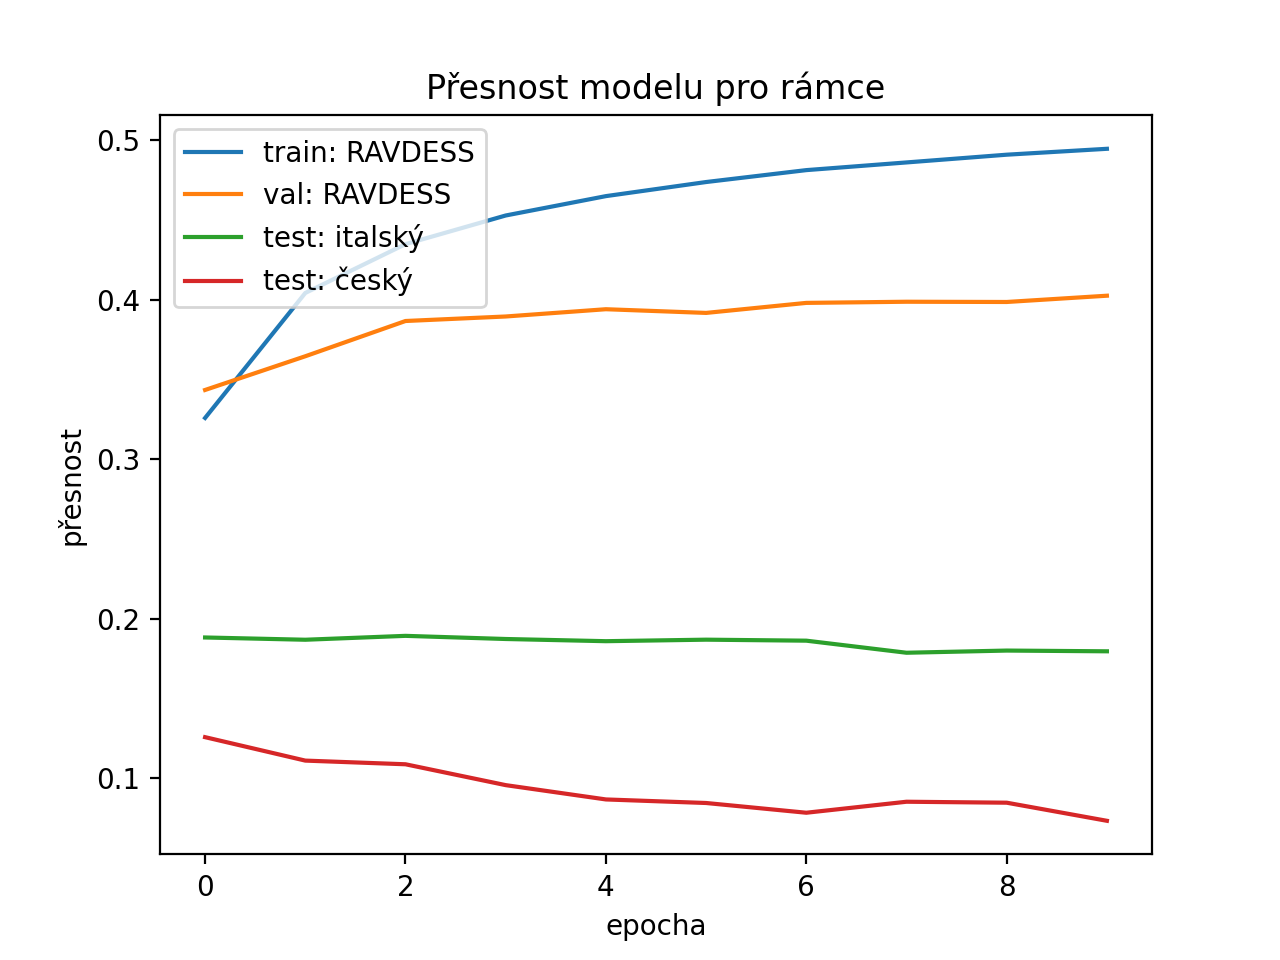 Přesnost modelu pro rámce
train: RAVDESS
val: RAVDESS
test: italský
test: český
0.5
0.4
0.3
0.2
0.1
přesnost
0 2 4 6 8
epocha